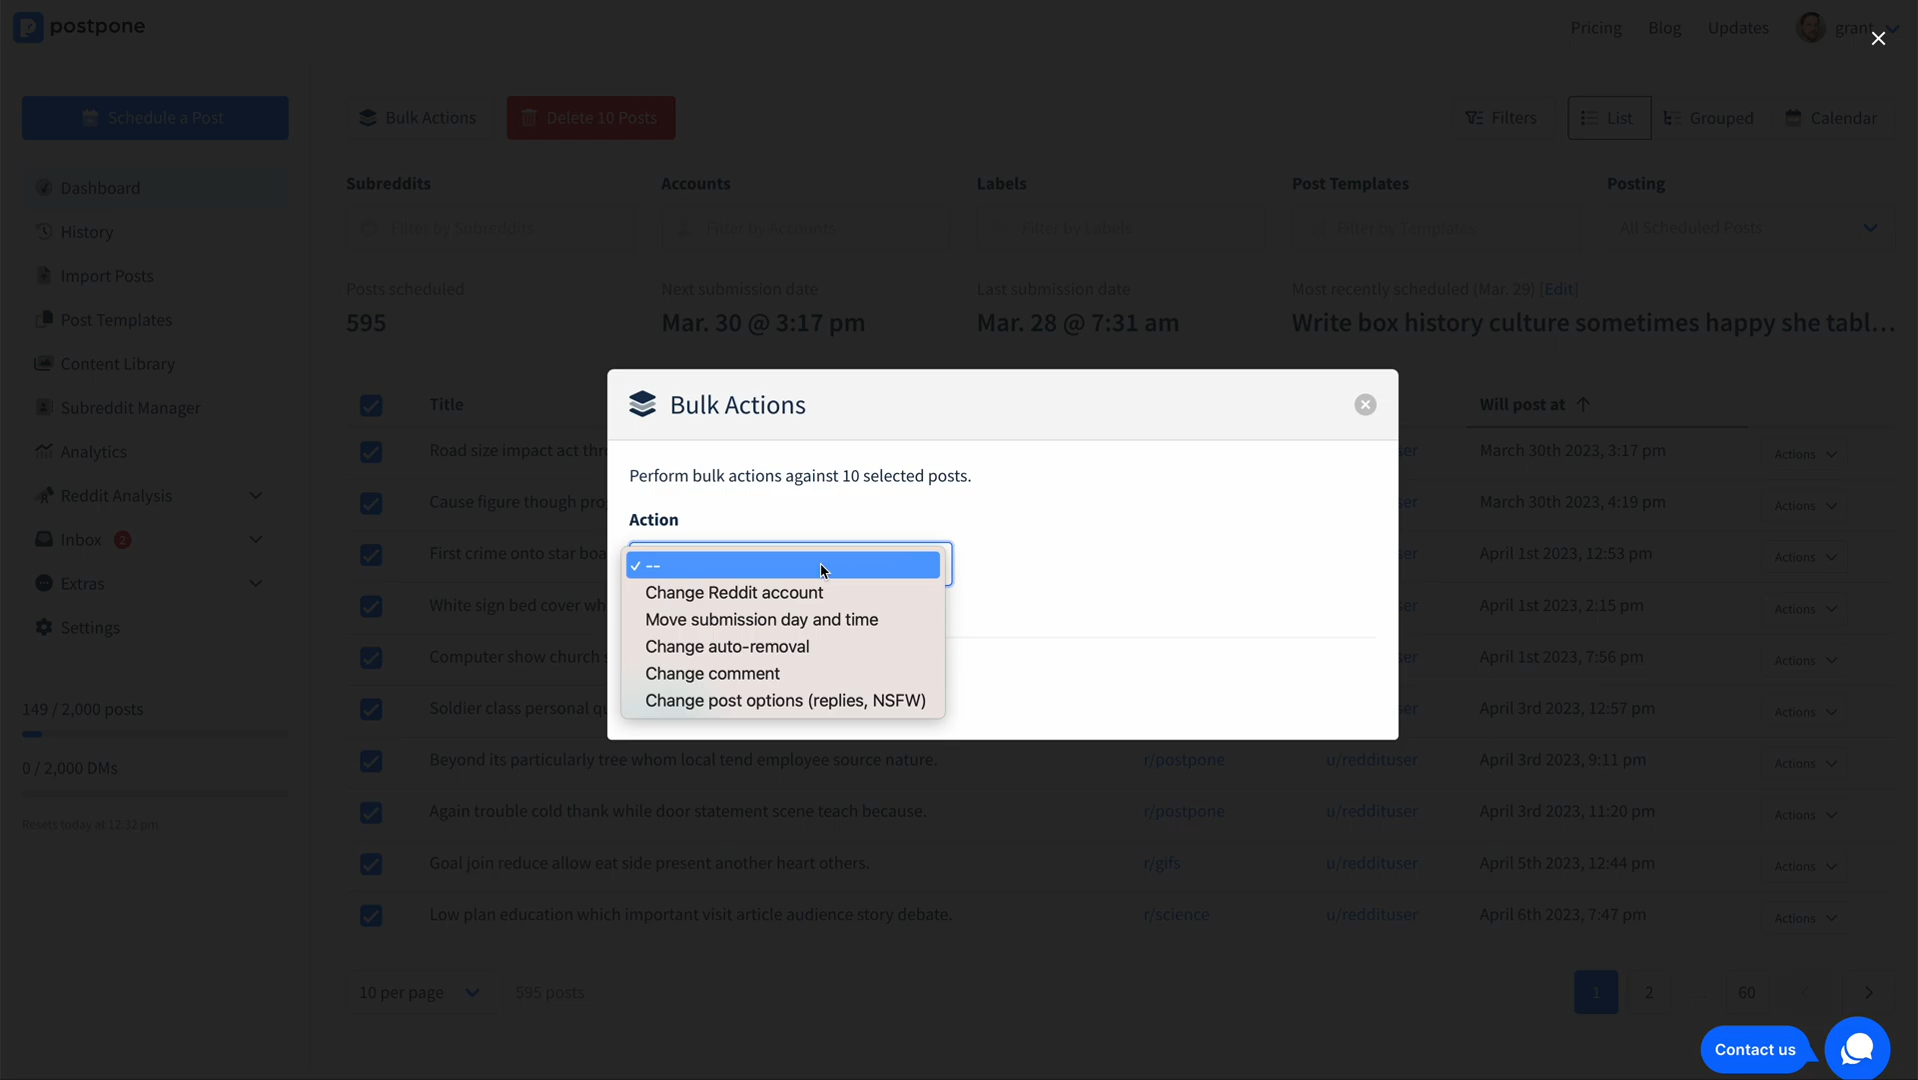 postpone
Pricing Blog Updates grant
Schedule a Post
Bulk Actions Delete 10 Posts
Filters List Grouped Calendar
Dashboard
History
Import Posts
Post Templates
Content Library
Subreddit Manager
Analytics
Reddit Analysis
Inbox 2
Extras
Settings
149 / 2,000 posts
0 / 2,000 DMs
Resets today at 12:32 pm
Subreddits Accounts Labels Post Templates Posting
Filter by Subreddits Filter by Accounts Filter by Labels Filter by Templates All Scheduled Posts
Posts scheduled Next submission date Last submission date Most recently scheduled [Mar. 29] [Edit]
595 Mar. 30 @ 3:17 pm Mar. 28 @ 7:31 am Write box history culture sometimes happy she tabl...
Title Will post at
Road size impact act March 30th 2023, 3:17 pm Actions
Cause figure though March 30th 2023, 4:19 pm Actions
First crime onto star April 1st 2023, 12:53 pm Actions
White sign bed cover April 1st 2023, 2:15 pm Actions
Computer show church April 1st 2023, 7:56 pm Actions
Soldier class personal April 3rd 2023, 12:57 pm Actions
Beyond its particularly tree whom local tend employee source nature. r/postpone u/reddituser April 3rd 2023, 9:11 pm Actions
Again trouble cold thank while door statement scene teach because. r/postpone u/reddituser April 3rd 2023, 11:20 pm Actions
Goal join reduce allow eat side present another heart others. r/gifs u/reddituser April 5th 2023, 12:44 pm Actions
Low plan education which important visit article audience story debate. r/science u/reddituser April 6th 2023, 7:47 pm Actions
10 per page 595 posts 1 2 60
Bulk Actions
Perform bulk actions against 10 selected posts.
Action
✓ --
Change Reddit account
Move submission day and time
Change auto-removal
Change comment
Change post options (replies, NSFW)
Contact us